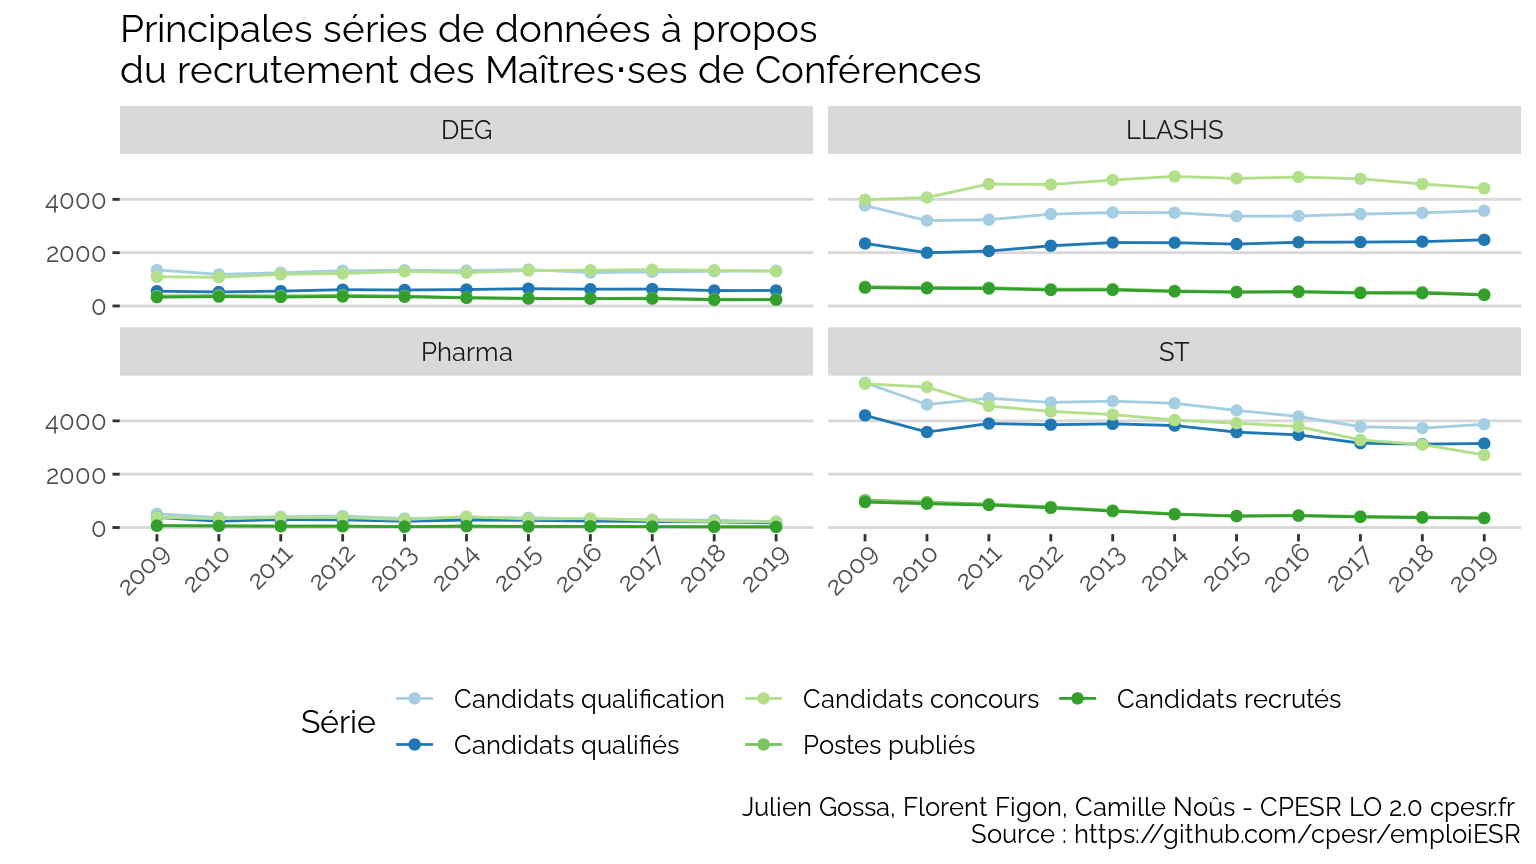 Principales séries de données à propos
du recrutement des Maîtres·ses de Conférences
DEG
LLASHS
4000
2000
0
Pharma
ST
4000
2000
0
2009 2010 2011 2012 2013 2014 2015 2016 2017 2018 2019
2009 2010 2011 2012 2013 2014 2015 2016 2017 2018 2019
Série
Candidats qualification
Candidats concours
Candidats recrutés
Candidats qualifiés
Postes publiés
Julien Gossa, Florent Figon, Camille Noûs - CPESR LO 2.0 cpesr.fr
Source : https://github.com/cpesr/emploiESR